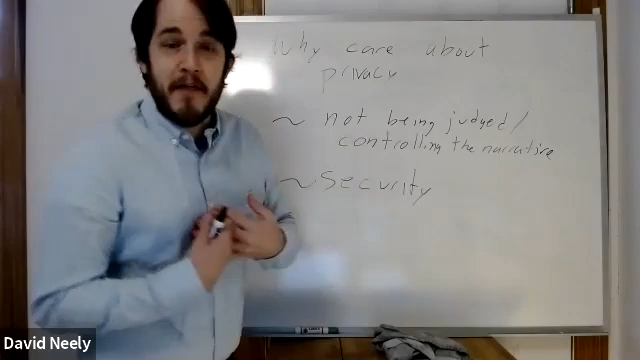 Why care about
privacy
~ not being judged/
controlling the narrative
~ security
David Neely